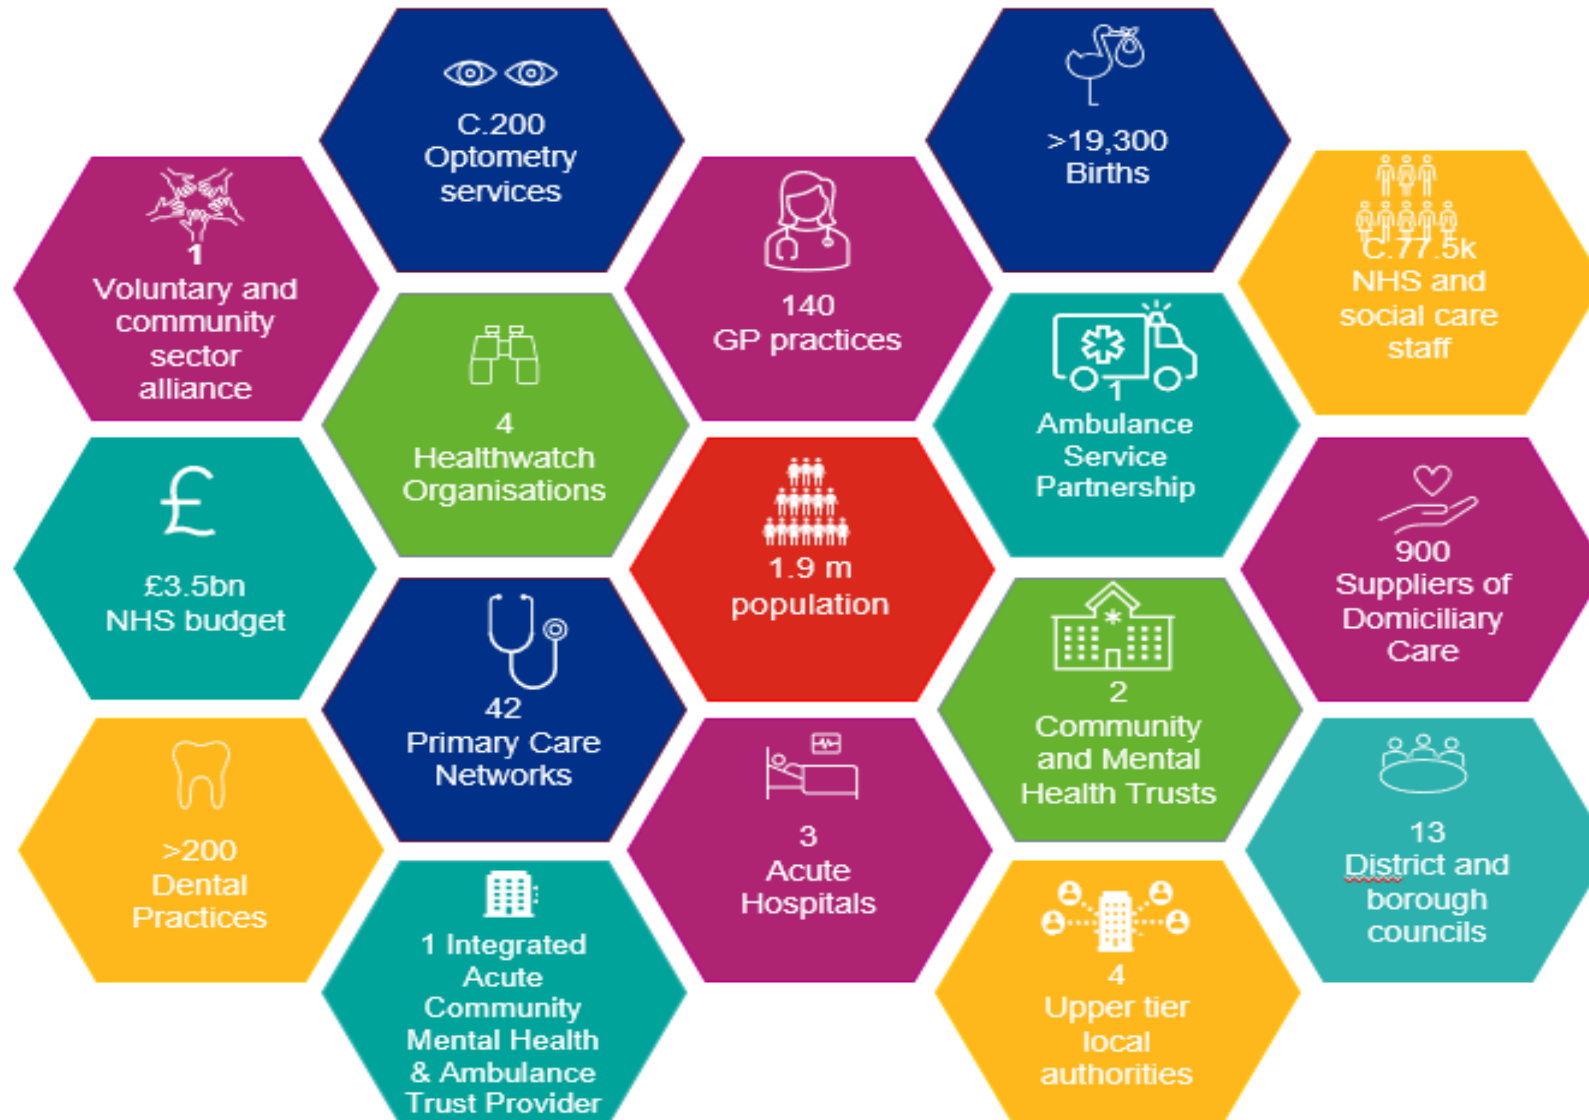 C.200
Optometry
services
>19,300
Births
1
Voluntary and
community
sector
alliance
140
GP practices
C.77.5k
NHS and
social care
staff
4
Healthwatch
Organisations
1
Ambulance
Service
Partnership
£
£3.5bn
NHS budget
1.9 m
population
900
Suppliers of
Domiciliary
Care
42
Primary Care
Networks
2
Community
and Mental
Health Trusts
>200
Dental
Practices
3
Acute
Hospitals
13
District and
borough
councils
1 Integrated
Acute
Community
Mental Health
& Ambulance
Trust Provider
4
Upper tier
local
authorities